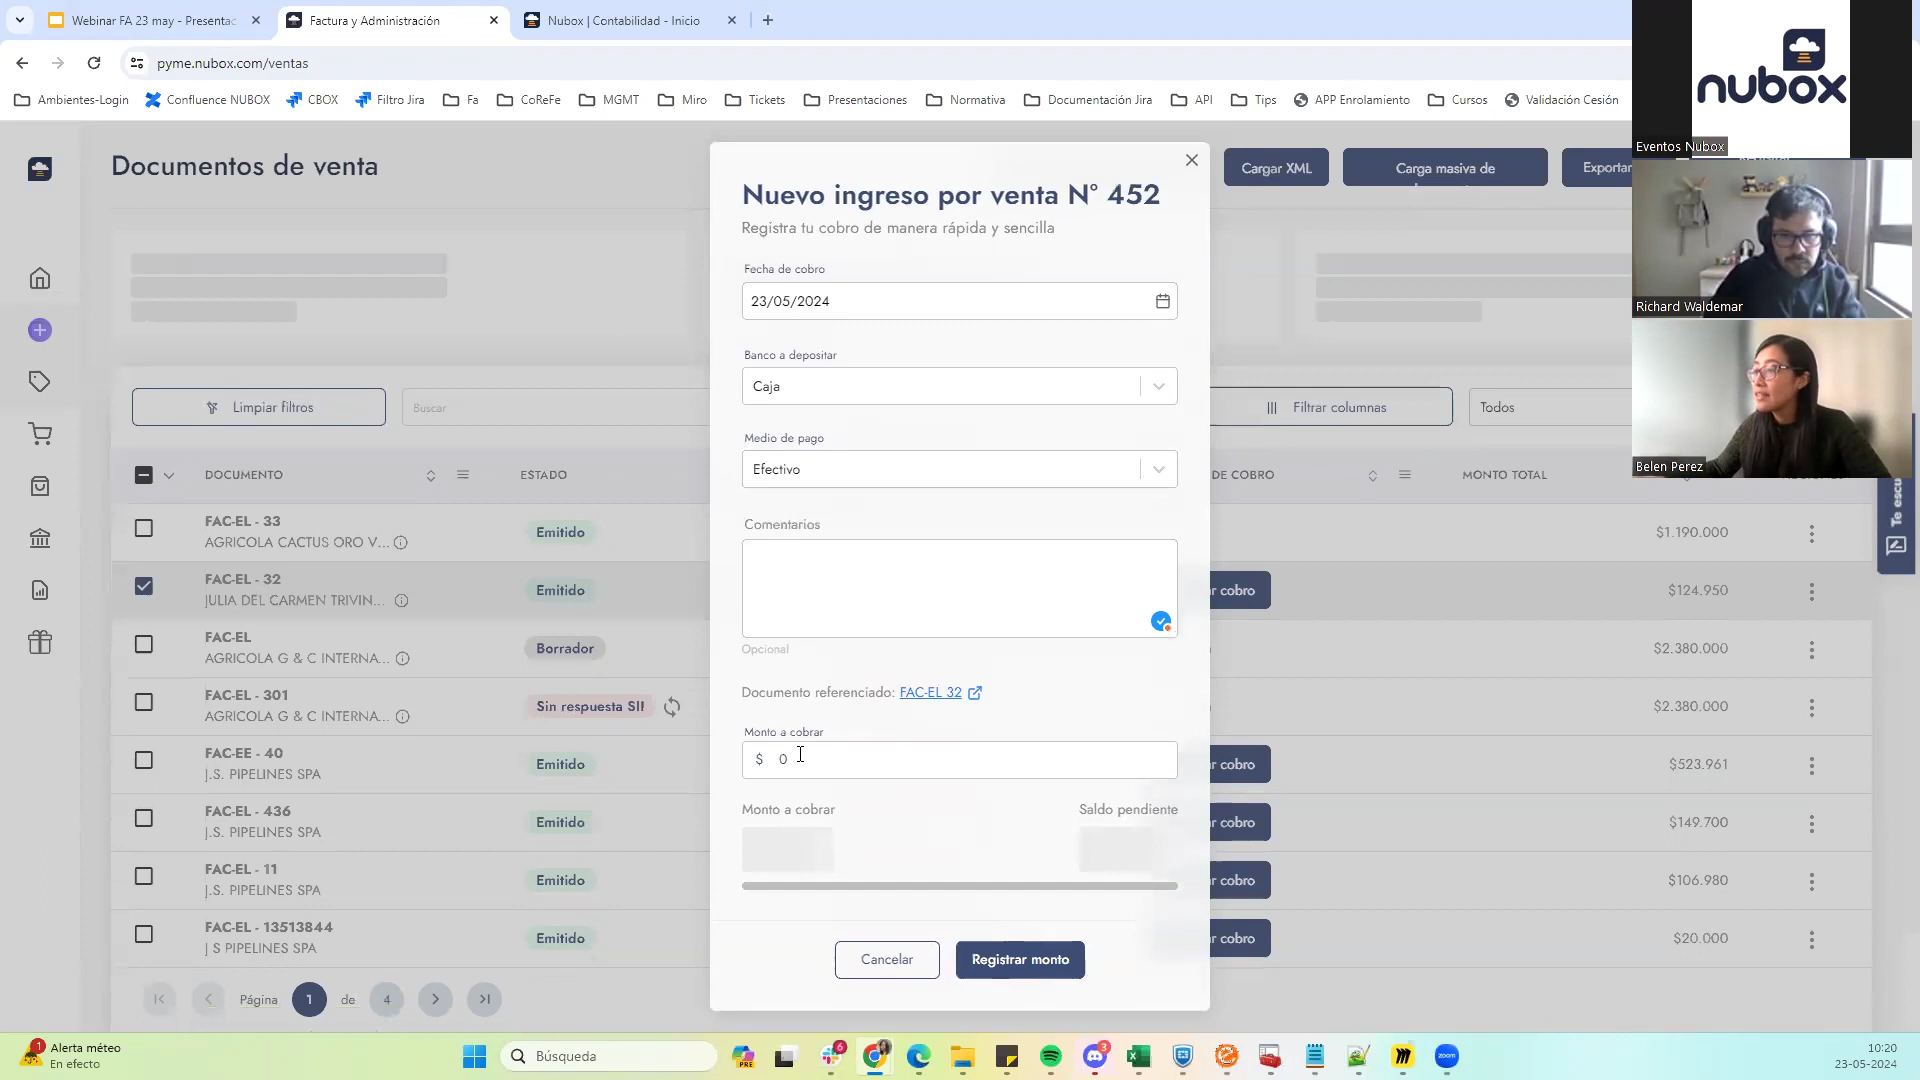 Webinar FA 23 may - Presentac
Factura y Administración
Nubox | Contabilidad - Inicio
pyme.nubox.com/ventas
Ambientes-Login
Confluence NUBOX
CBOX
Filtro Jira
Fa
CoReFe
MGMT
Miro
Tickets
Presentaciones
Normativa
Documentación Jira
API
Tips
APP Enrolamiento
Cursos
Validación Cesión
nubox
Eventos Nubox
Richard Waldemar
Belen Perez
Documentos de venta
Cargar XML
Carga masiva de
Exportar
Limpiar filtros
Buscar
Filtrar columnas
Todos
DOCUMENTO
ESTADO
DE COBRO
MONTO TOTAL
FAC-EL - 33
AGRICOLA CACTUS ORO V...
Emitido
$1.190.000
FAC-EL - 32
JULIA DEL CARMEN TRIVIN...
Emitido
r cobro
$124.950
FAC-EL
AGRICOLA G & C INTERNA...
Borrador
$2.380.000
FAC-EL - 301
AGRICOLA G & C INTERNA...
Sin respuesta SII
$2.380.000
FAC-EE - 40
J.S. PIPELINES SPA
Emitido
r cobro
$523.961
FAC-EL - 436
J.S. PIPELINES SPA
Emitido
r cobro
$149.700
FAC-EL - 11
J.S. PIPELINES SPA
Emitido
r cobro
$106.980
FAC-EL - 13513844
J S PIPELINES SPA
Emitido
r cobro
$20.000
Página 1 de 4
Te escu
Nuevo ingreso por venta N° 452
Registra tu cobro de manera rápida y sencilla
Fecha de cobro
23/05/2024
Banco a depositar
Caja
Medio de pago
Efectivo
Comentarios
Opcional
Documento referenciado: FAC-EL 32
Monto a cobrar
$ 0
Monto a cobrar
Saldo pendiente
Cancelar
Registrar monto
1
Alerta méteo
En efecto
Búsqueda
PRE
6
3
zoom
10:20
23-05-2024